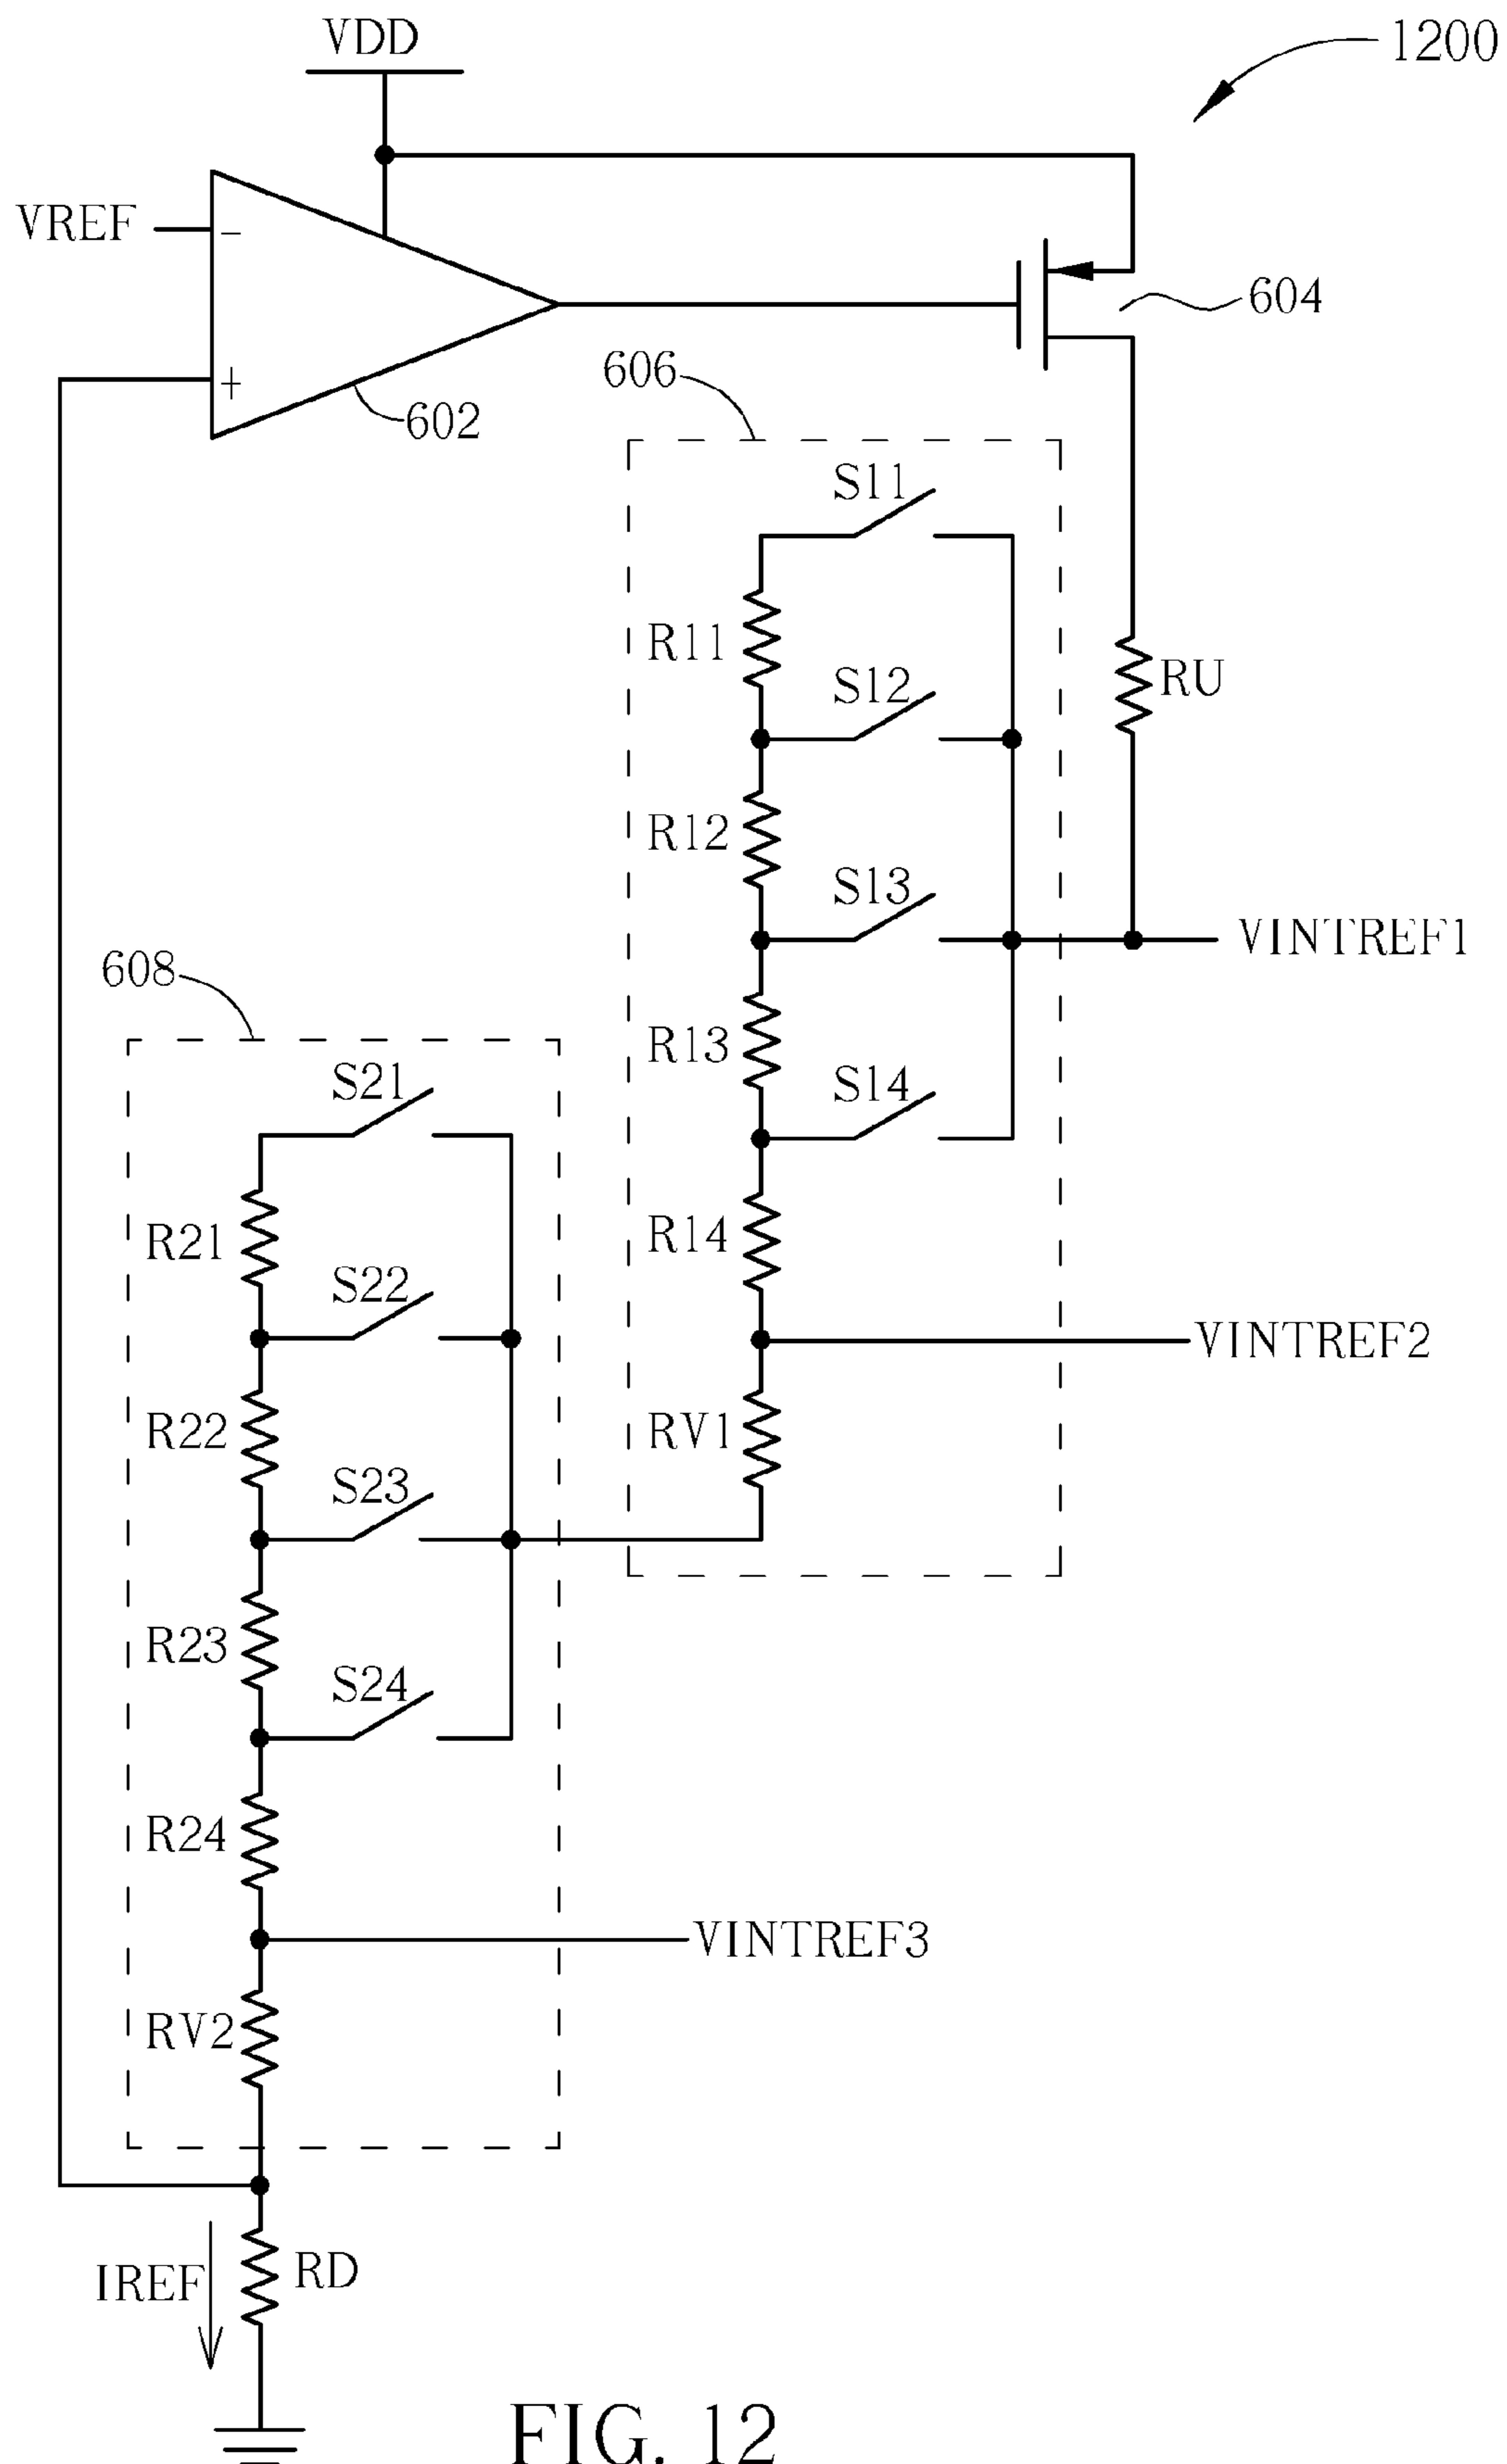 VDD
1200
VREF
−
604
606
+
602
S11
R11
S12
RU
R12
S13
VINTREF1
608
R13
S14
S21
R21
R14
S22
VINTREF2
R22
RV1
S23
R23
S24
R24
VINTREF3
RV2
IREF
RD
FIG. 12